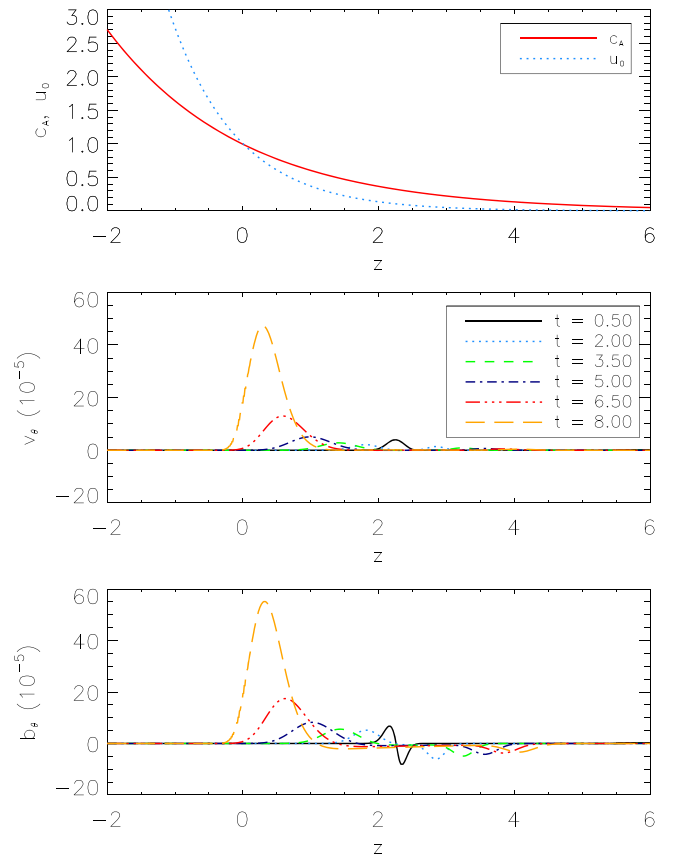 3.0
2.5
2.0
1.5
1.0
0.5
0.0
c_A, u_0
c_A
u_0
−2 0 2 4 6
z
60
40
20
0
−20
v_θ (10^{−5})
t = 0.50
t = 2.00
t = 3.50
t = 5.00
t = 6.50
t = 8.00
−2 0 2 4 6
z
60
40
20
0
−20
b_θ (10^{−5})
−2 0 2 4 6
z